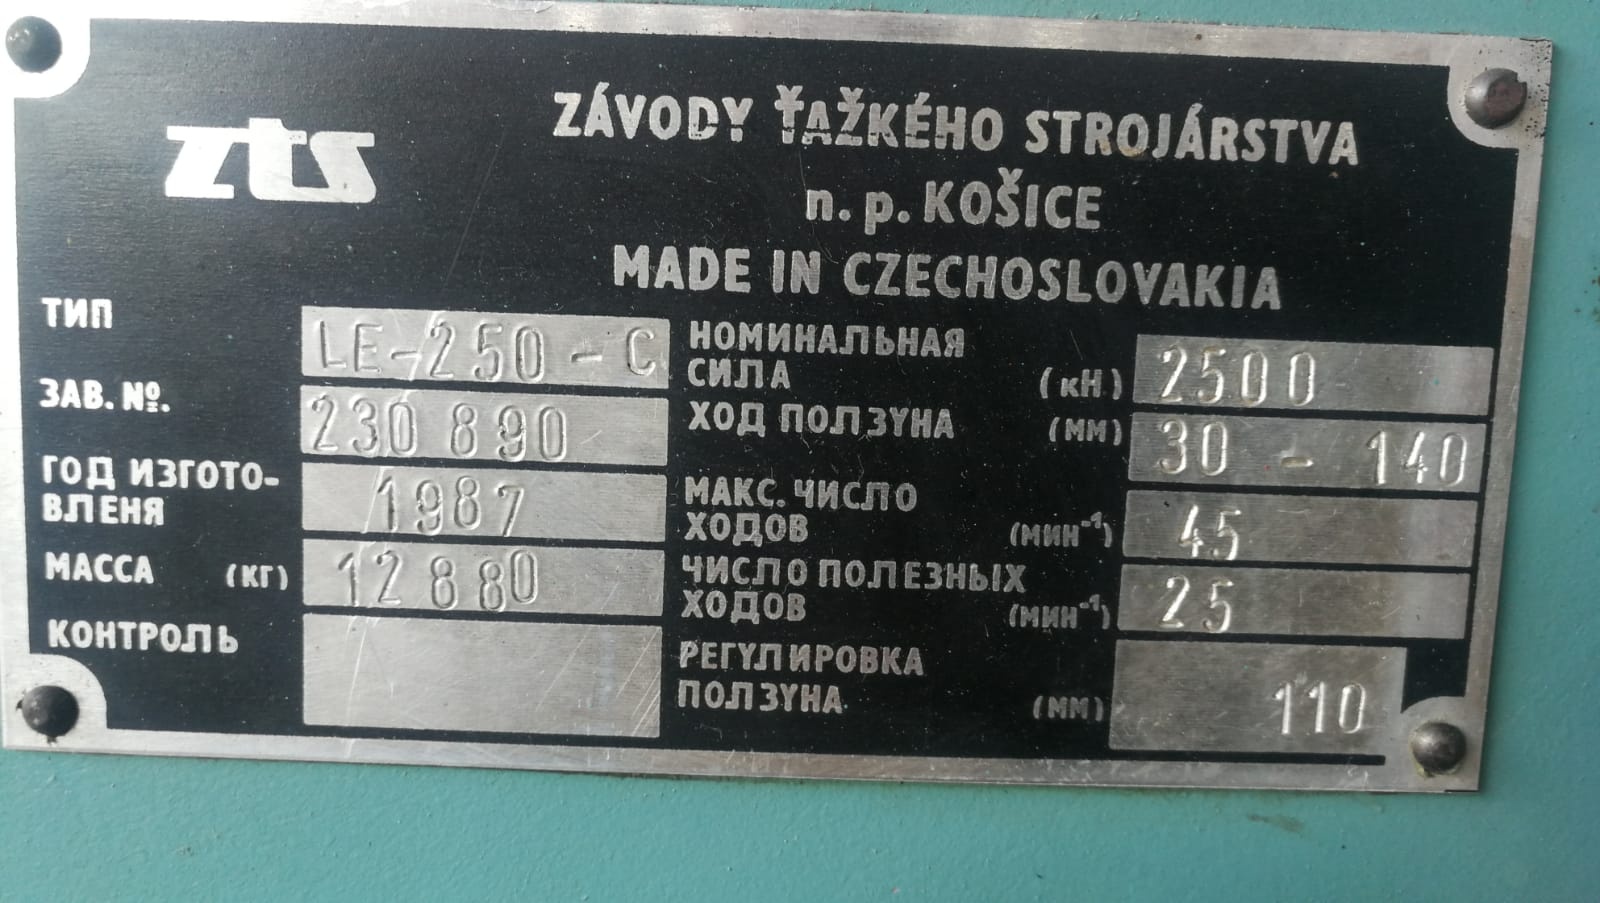 zts
ZÁVODY ŤAŽKÉHO STROJÁRSTVA
n. p. KOŠICE
MADE IN CZECHOSLOVAKIA
ТИП LE-250-C
ЗАВ. №. 230 890
ГОД ИЗГОТО-
ВЛЕНЯ 1987
МАССА (КГ) 12 880
КОНТРОЛЬ
НОМИНАЛЬНАЯ
СИЛА (кН) 2500
ХОД ПОЛЗУНА (ММ) 30 - 140
МАКС. ЧИСЛО
ХОДОВ (МИН⁻¹) 45
ЧИСЛО ПОЛЕЗНЫХ
ХОДОВ (МИН⁻¹) 25
РЕГУЛИРОВКА
ПОЛЗУНА (ММ) 110